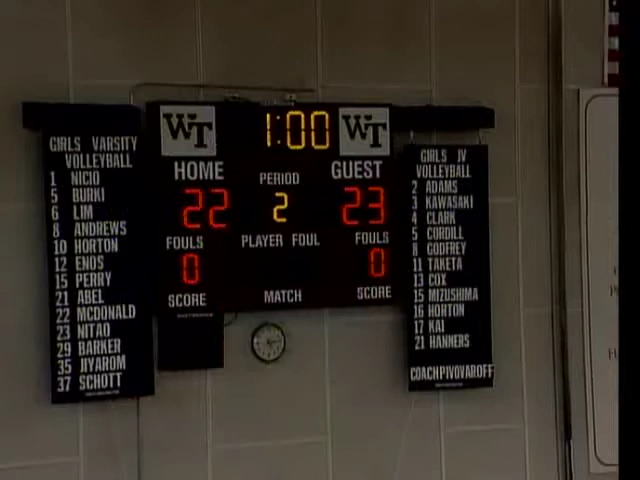 GIRLS VARSITY
VOLLEYBALL
1 NICIO
5 BURKI
6 LIM
8 ANDREWS
10 HORTON
12 ENOS
15 PERRY
21 ABEL
22 MCDONALD
23 NITAO
29 BARKER
35 JIYAROM
37 SCHOTT
WT 1:00 WT
HOME PERIOD GUEST
22 2 23
FOULS PLAYER FOUL FOULS
0 0
SCORE MATCH SCORE
GIRLS JV
VOLLEYBALL
2 ADAMS
3 KAWASAKI
4 CLARK
5 CORDILL
8 GODFREY
11 TAKETA
13 COX
15 MIZUSHIMA
16 HORTON
17 KAI
21 HANNERS
COACH PIVOVAROFF